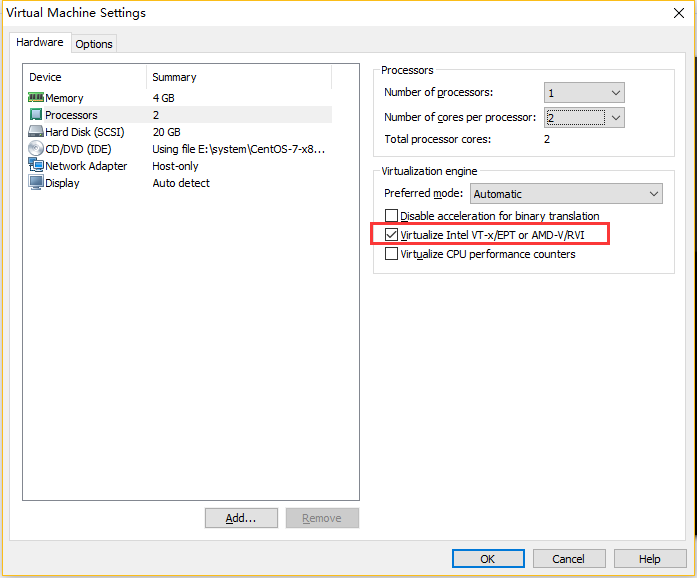 Virtual Machine Settings
Hardware Options
Device Summary
Memory 4 GB
Processors 2
Hard Disk (SCSI) 20 GB
CD/DVD (IDE) Using file E:\system\CentOS-7-x8...
Network Adapter Host-only
Display Auto detect
Add... Remove
Processors
Number of processors: 1
Number of cores per processor: 2
Total processor cores: 2
Virtualization engine
Preferred mode: Automatic
Disable acceleration for binary translation
Virtualize Intel VT-x/EPT or AMD-V/RVI
Virtualize CPU performance counters
OK Cancel Help